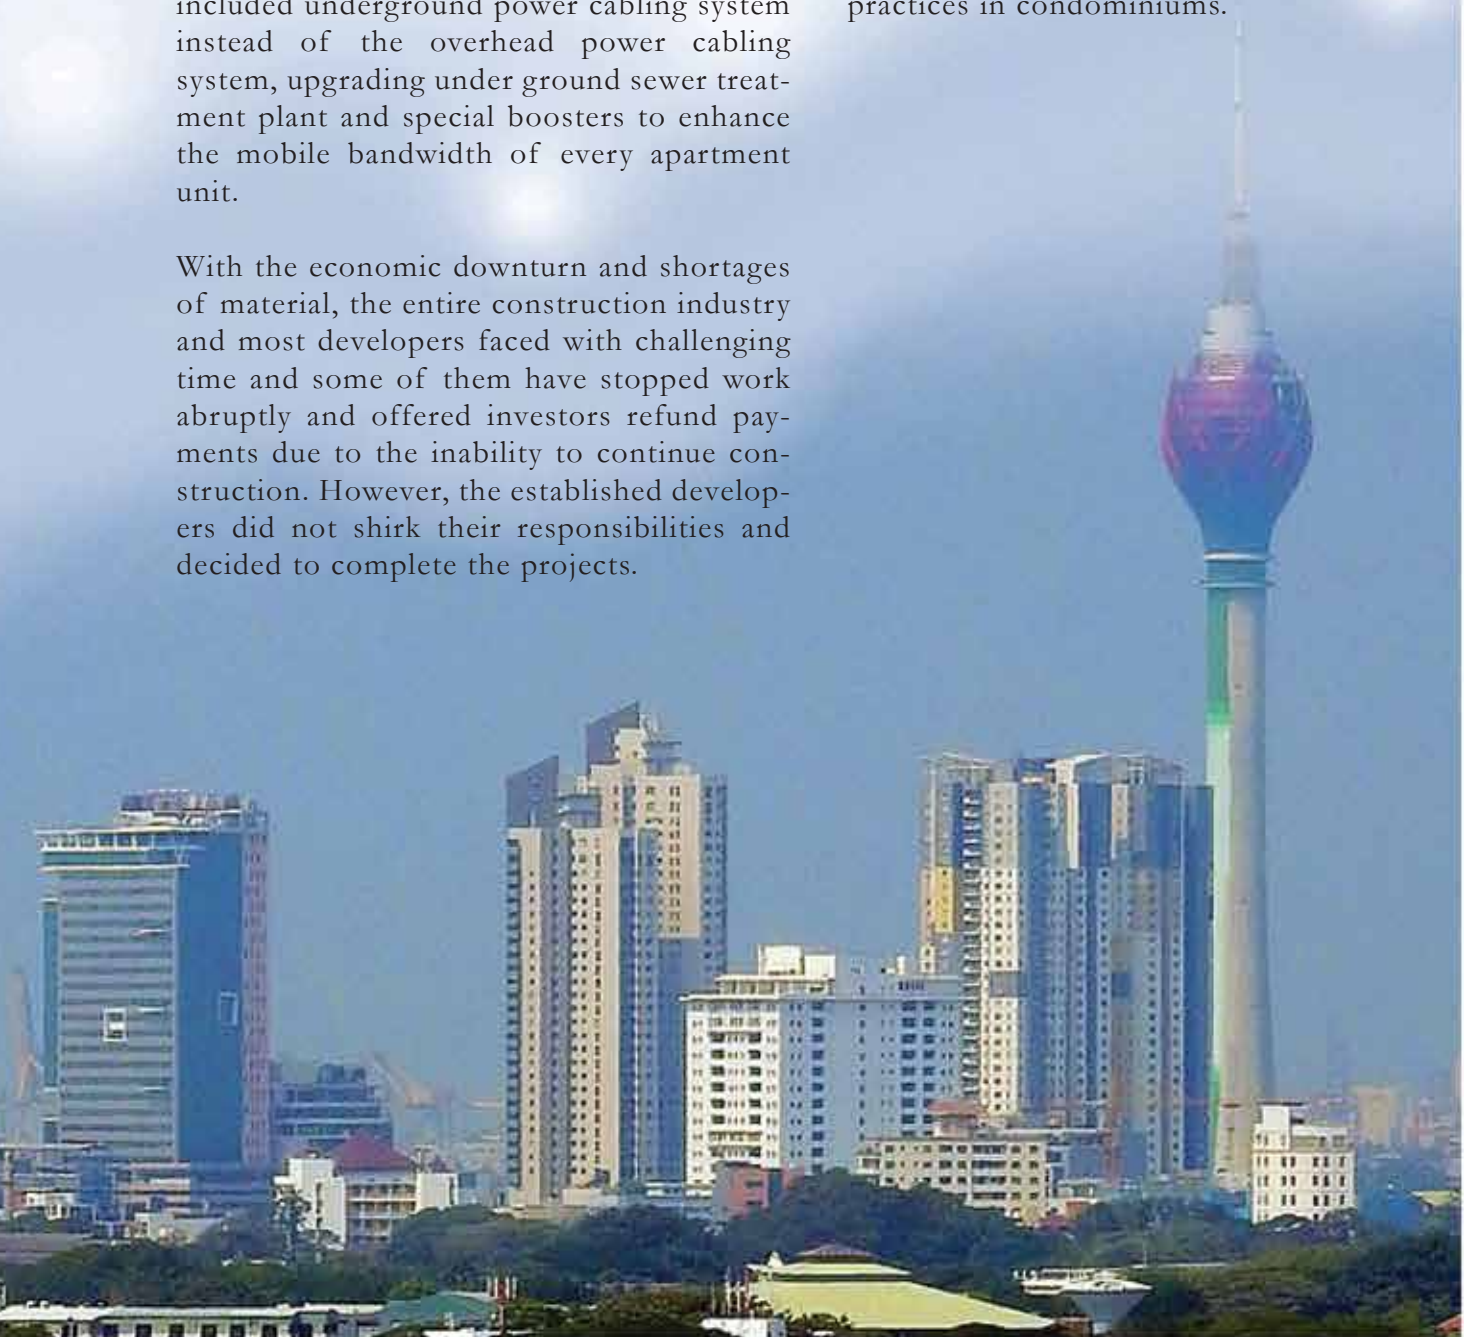 included underground power cabling system
instead of the overhead power cabling
system, upgrading under ground sewer treat-
ment plant and special boosters to enhance
the mobile bandwidth of every apartment
unit.
With the economic downturn and shortages
of material, the entire construction industry
and most developers faced with challenging
time and some of them have stopped work
abruptly and offered investors refund pay-
ments due to the inability to continue con-
struction. However, the established develop-
ers did not shirk their responsibilities and
decided to complete the projects.
practices in condominiums.